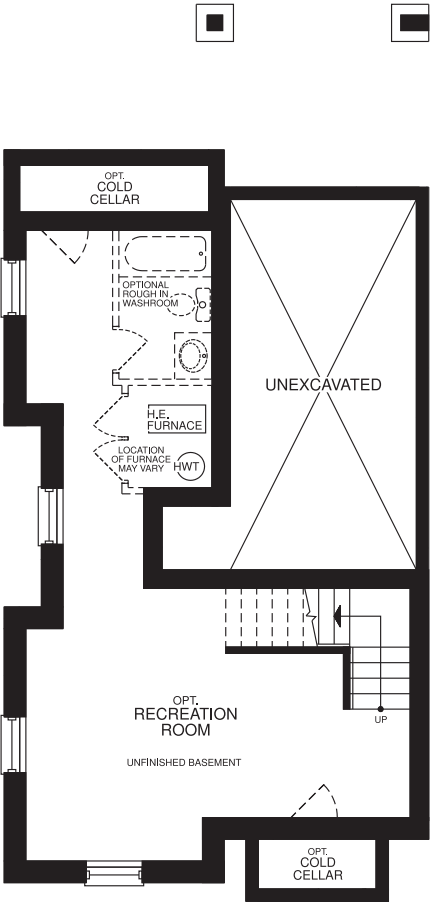 OPT.
COLD
CELLAR
OPTIONAL
ROUGH IN
WASHROOM
UNEXCAVATED
H.E.
FURNACE
LOCATION
OF FURNACE
MAY VARY
HWT
OPT.
RECREATION
ROOM
UP
UNFINISHED BASEMENT
OPT.
COLD
CELLAR